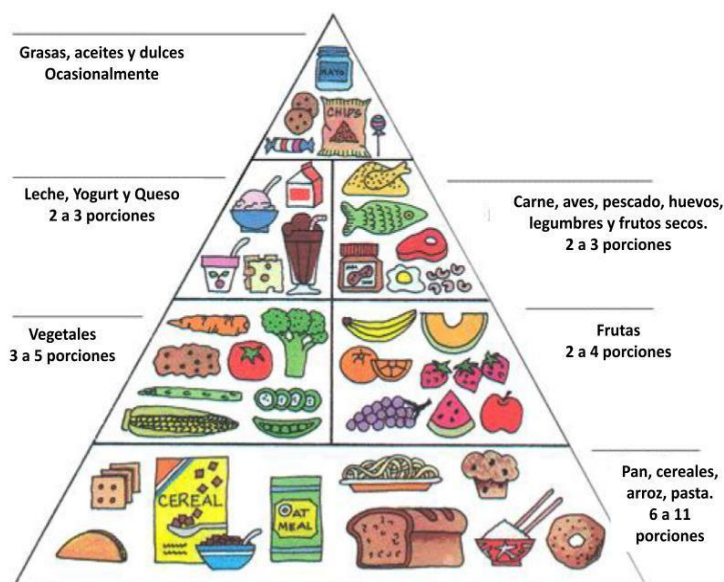 Grasas, aceites y dulces
Ocasionalmente
MAYO
CHIPS
Leche, Yogurt y Queso
2 a 3 porciones
Carne, aves, pescado, huevos,
legumbres y frutos secos.
2 a 3 porciones
Vegetales
3 a 5 porciones
Frutas
2 a 4 porciones
CEREAL
OAT
MEAL
Pan, cereales,
arroz, pasta.
6 a 11
porciones